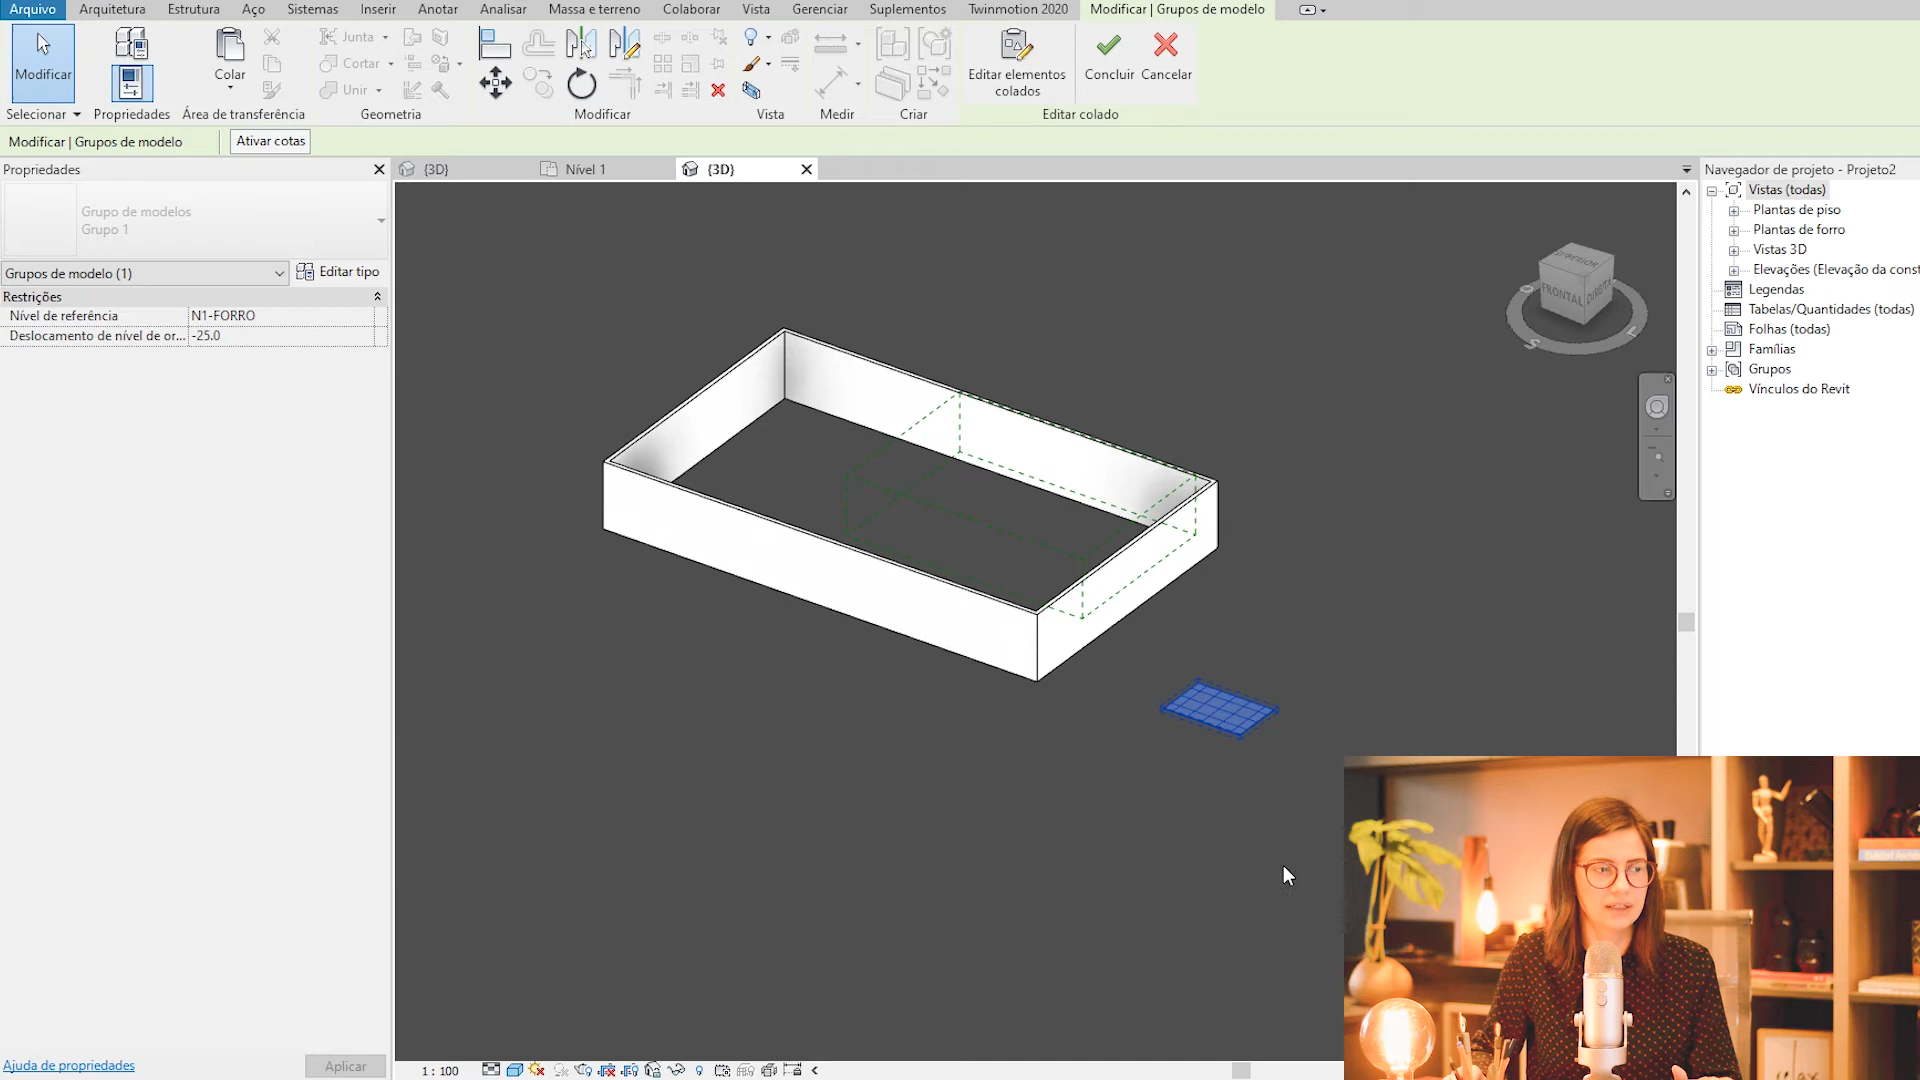 Arquivo Arquitetura Estrutura Aço Sistemas Inserir Anotar Analisar Massa e terreno Colaborar Vista Gerenciar Suplementos Twinmotion 2020 Modificar | Grupos de modelo
Modificar
Colar
Junta
Cortar
Unir
Editar elementos
colados
Concluir Cancelar
Selecionar Propriedades Área de transferência Geometria Modificar Vista Medir Criar Editar colado
Modificar | Grupos de modelo Ativar cotas
Propriedades
{3D} Nível 1 {3D}
Navegador de projeto - Projeto2
Grupo de modelos
Grupo 1
Grupos de modelo (1) Editar tipo
Restrições
Nível de referência N1-FORRO
Deslocamento de nível de or... -25.0
Vistas (todas)
Plantas de piso
Plantas de forro
Vistas 3D
Elevações (Elevação da const
Legendas
Tabelas/Quantidades (todas)
Folhas (todas)
Famílias
Grupos
Vínculos do Revit
SUPERIOR
FRONTAL
DIREITA
O
S
L
Ajuda de propriedades Aplicar
1 : 100